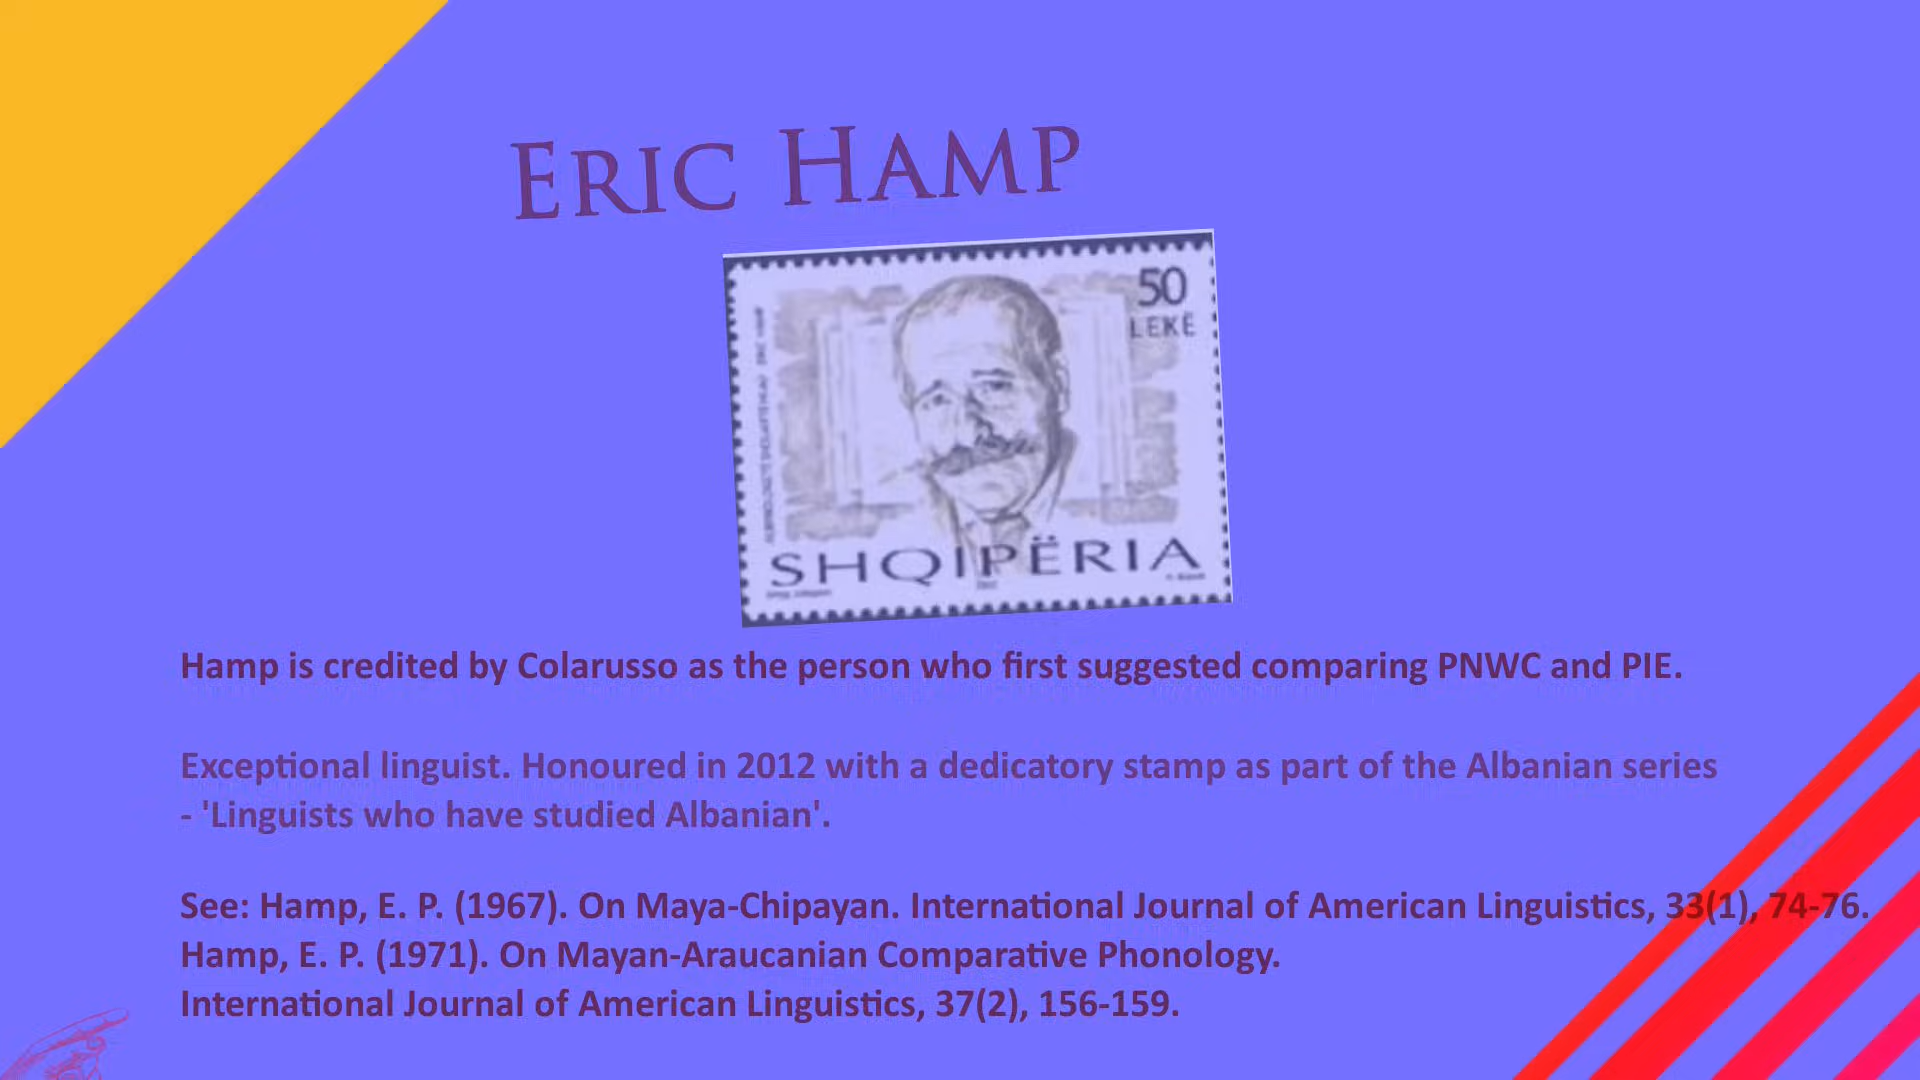 ERIC HAMP
50
LEKË
SHQIPËRIA
Hamp is credited by Colarusso as the person who first suggested comparing PNWC and PIE.
Exceptional linguist. Honoured in 2012 with a dedicatory stamp as part of the Albanian series
- 'Linguists who have studied Albanian'.
See: Hamp, E. P. (1967). On Maya-Chipayan. International Journal of American Linguistics, 33(1), 74-76.
Hamp, E. P. (1971). On Mayan-Araucanian Comparative Phonology.
International Journal of American Linguistics, 37(2), 156-159.